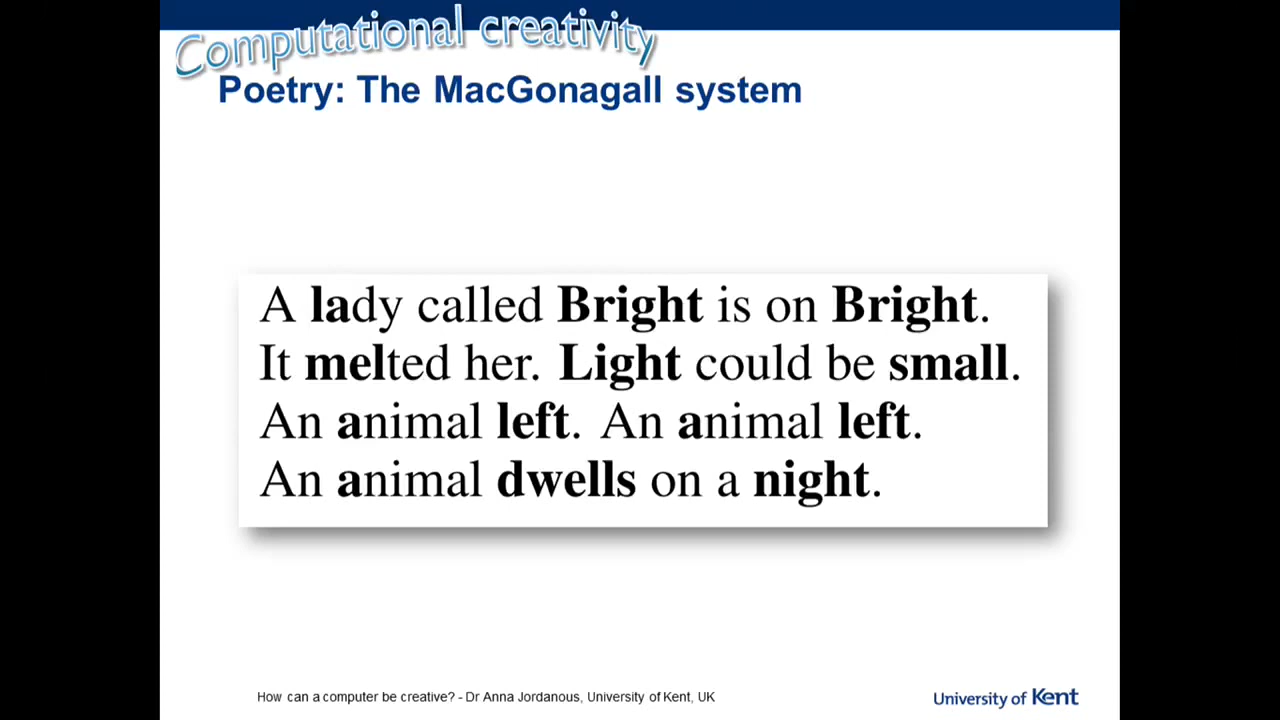 Computational creativity
Poetry: The MacGonagall system
A lady called Bright is on Bright.
It melted her. Light could be small.
An animal left. An animal left.
An animal dwells on a night.
How can a computer be creative? - Dr Anna Jordanous, University of Kent, UK
University of Kent